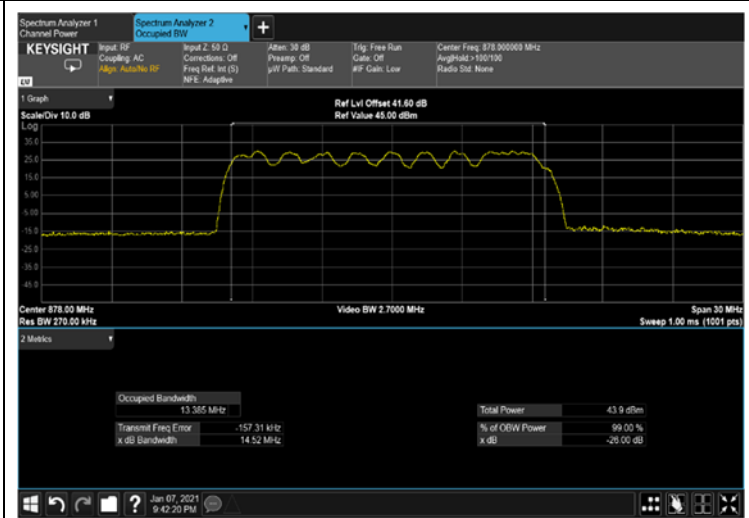 Spectrum Analyzer 1
Channel Power
Spectrum Analyzer 2
Occupied BW
+
KEYSIGHT
Input: RF
Coupling: AC
Align: Auto/No RF
Input Z: 50 Ω
Corrections: Off
Freq Ref: Int (S)
NFE: Adaptive
Atten: 30 dB
Preamp: Off
µW Path: Standard
Trig: Free Run
Gate: Off
#IF Gain: Low
Center Freq: 878.000000 MHz
Avg|Hold:>100/100
Radio Std: None
1 Graph
Scale/Div 10.0 dB
Ref Lvl Offset 41.60 dB
Ref Value 45.00 dBm
Log
35.0
25.0
15.0
5.00
-5.00
-15.0
-25.0
-35.0
-45.0
Center 878.00 MHz
Video BW 2.7000 MHz
Span 30 MHz
Res BW 270.00 kHz
Sweep 1.00 ms (1001 pts)
2 Metrics
Occupied Bandwidth
13.385 MHz
Total Power 43.9 dBm
Transmit Freq Error -157.31 kHz
% of OBW Power 99.00 %
x dB Bandwidth 14.52 MHz
x dB -26.00 dB
?
Jan 07, 2021
9:42:20 PM